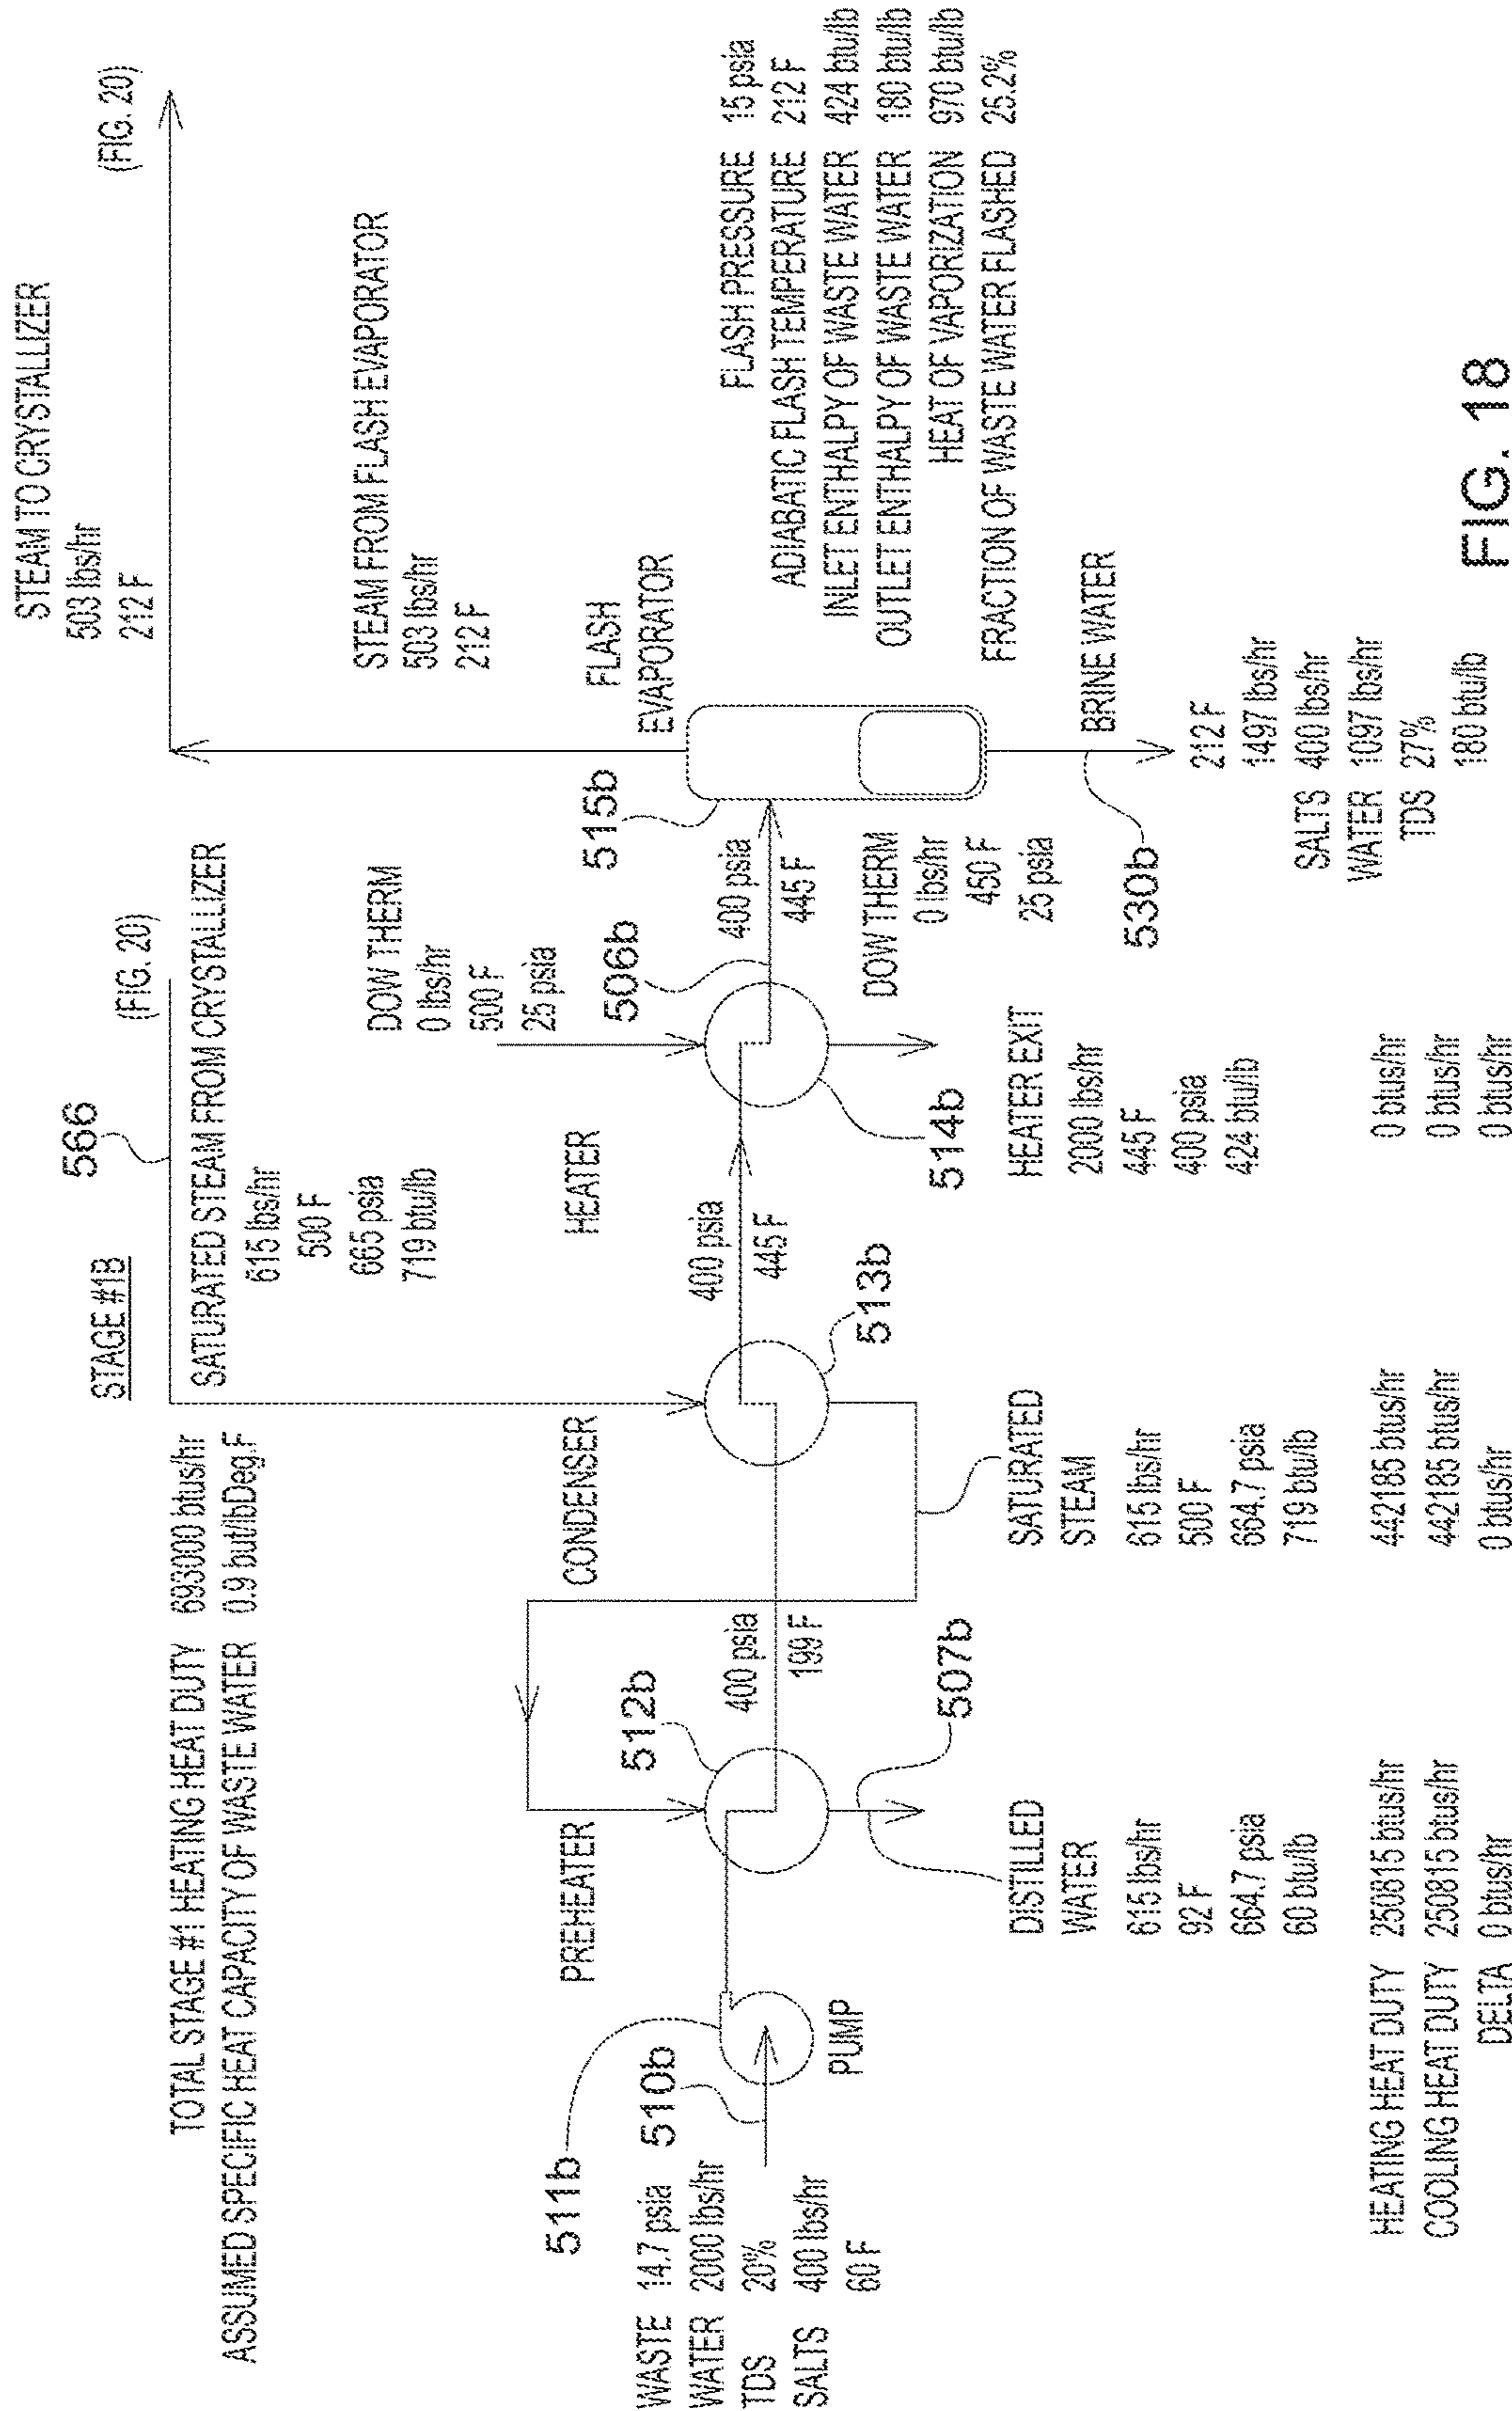 STAGE #1B
TOTAL STAGE #1 HEATING HEAT DUTY 693000 btus/hr
ASSUMED SPECIFIC HEAT CAPACITY OF WASTE WATER 0.9 but/lbDeg.F
566
(FIG. 20)
SATURATED STEAM FROM CRYSTALLIZER
615 lbs/hr
500 F
665 psia
719 btu/lb
STEAM TO CRYSTALLIZER
503 lbs/hr
212 F
(FIG. 20)
STEAM FROM FLASH EVAPORATOR
503 lbs/hr
212 F
DOW THERM
0 lbs/hr
500 F
25 psia
511b
PREHEATER
512b
CONDENSER
HEATER
506b
515b
FLASH
EVAPORATOR
WASTE 14.7 psia
WATER 2000 lbs/hr
TDS 20%
SALTS 400 lbs/hr
60 F
510b
PUMP
400 psia
199 F
400 psia
445 F
400 psia
445 F
507b
513b
514b
DOW THERM
0 lbs/hr
450 F
25 psia
530b
FLASH PRESSURE 15 psia
ADIABATIC FLASH TEMPERATURE 212 F
INLET ENTHALPY OF WASTE WATER 424 btu/lb
OUTLET ENTHALPY OF WASTE WATER 180 btu/lb
HEAT OF VAPORIZATION 970 btu/lb
FRACTION OF WASTE WATER FLASHED 25.2%
DISTILLED
WATER
615 lbs/hr
92 F
664.7 psia
60 btu/lb
SATURATED
STEAM
615 lbs/hr
500 F
664.7 psia
719 btu/lb
HEATER EXIT
2000 lbs/hr
445 F
400 psia
424 btu/lb
BRINE WATER
212 F
1497 lbs/hr
SALTS 400 lbs/hr
WATER 1097 lbs/hr
TDS 27%
180 btu/lb
HEATING HEAT DUTY 250815 btus/hr 442185 btus/hr 0 btus/hr
COOLING HEAT DUTY 250815 btus/hr 442185 btus/hr 0 btus/hr
DELTA 0 btus/hr 0 btus/hr 0 btus/hr
FIG. 18